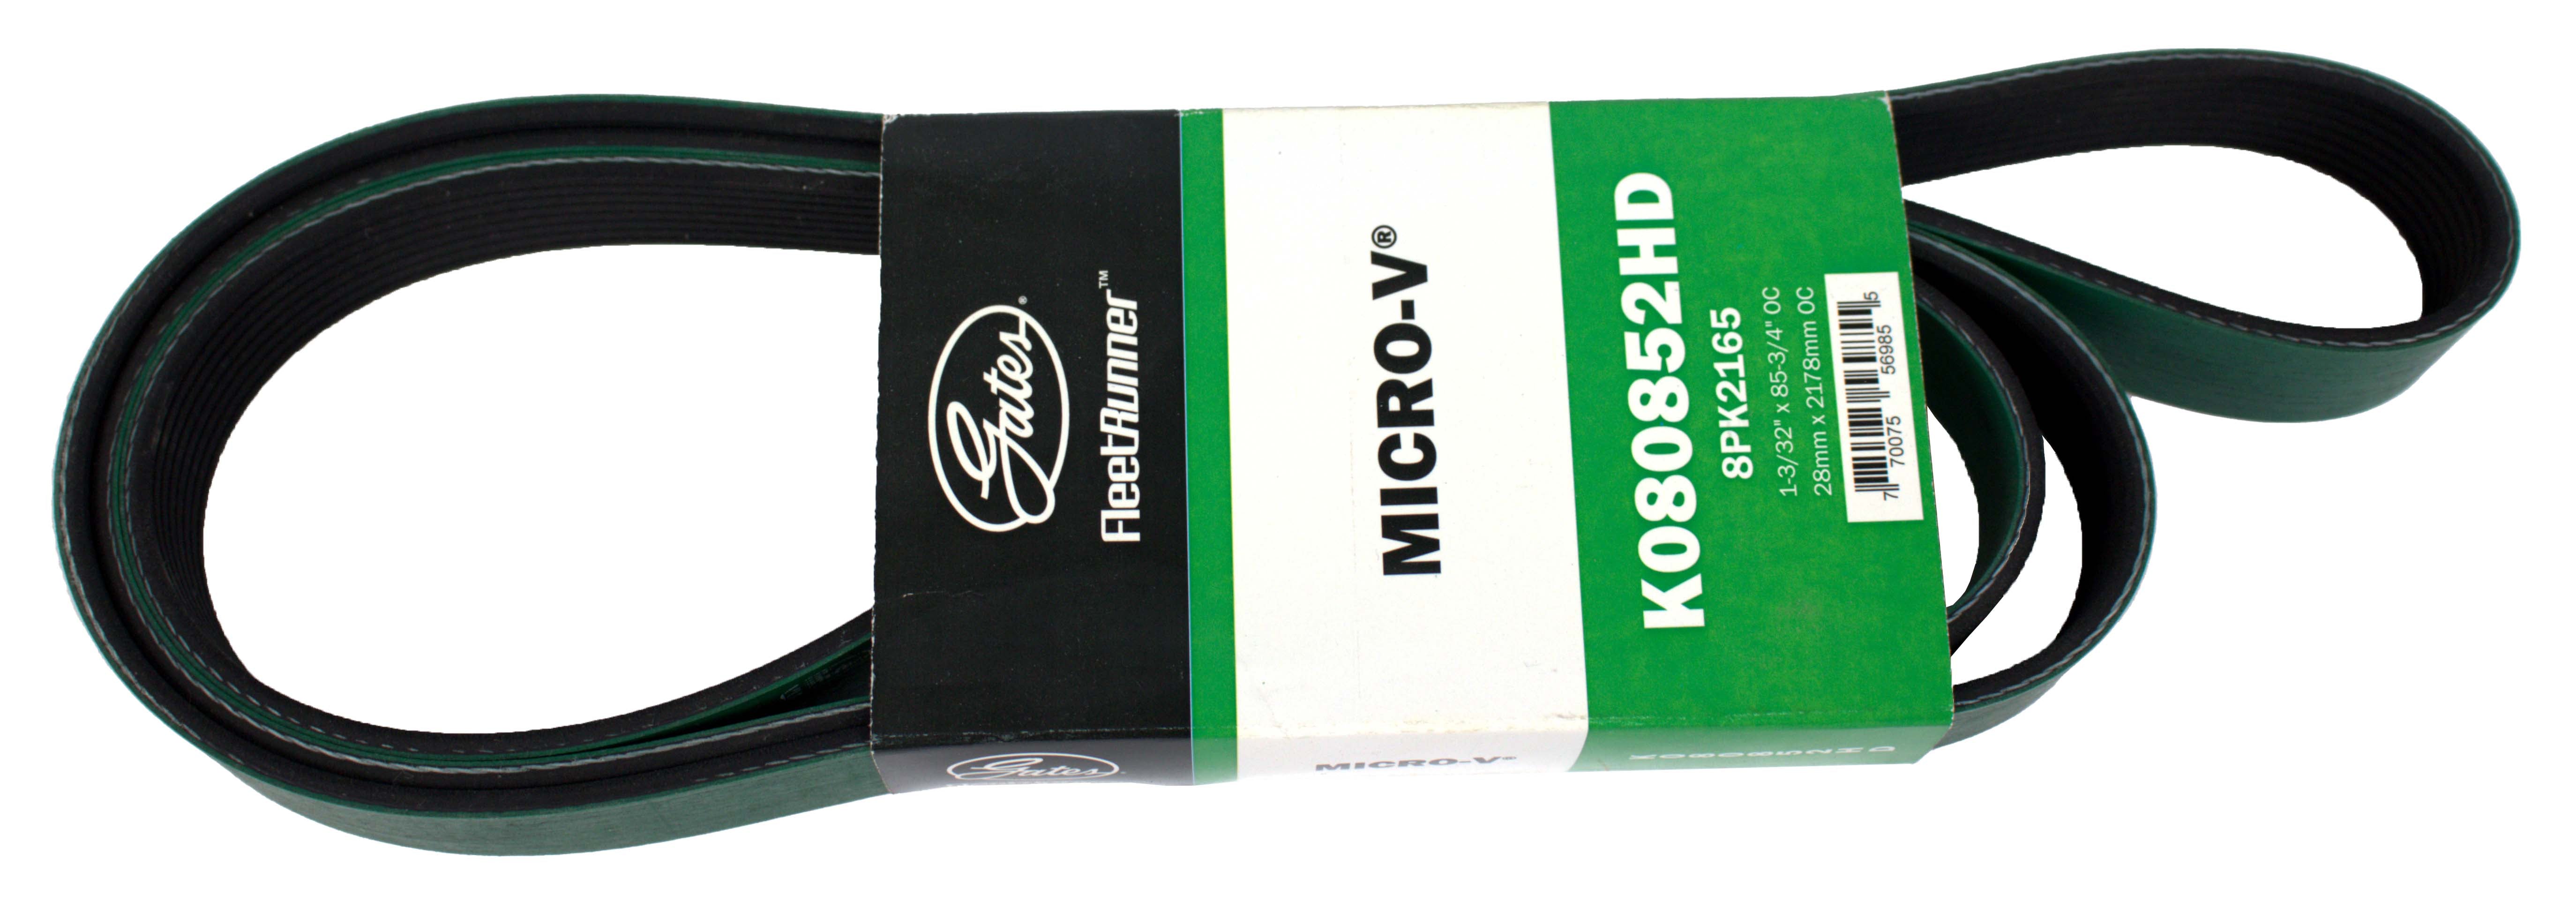 Gates®
FleetRunner™
MICRO-V®
K080852HD
8PK2165
1-3/32" x 85-3/4" OC
28mm x 2178mm OC
7 70075 56985 5
Gates
MICRO-V®
K080852HD